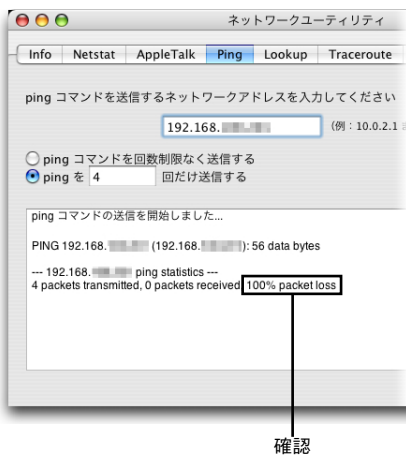 ネットワークユーティリティ
Info Netstat AppleTalk Ping Lookup Traceroute
ping コマンドを送信するネットワークアドレスを入力してください
192.168.
(例：10.0.2.1
ping コマンドを回数制限なく送信する
ping を 4 回だけ送信する
ping コマンドの送信を開始しました...
PING 192.168. (192.168. ): 56 data bytes
--- 192.168. ping statistics ---
4 packets transmitted, 0 packets received, 100% packet loss
確認